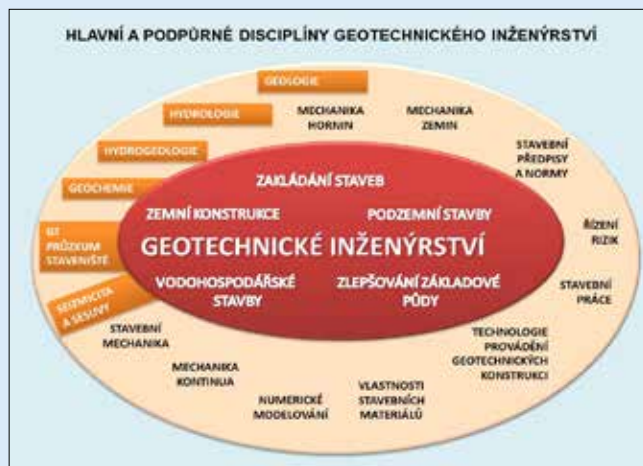 HLAVNÍ A PODPŮRNÉ DISCIPLÍNY GEOTECHNICKÉHO INŽENÝRSTVÍ
GEOLOGIE
HYDROLOGIE
HYDROGEOLOGIE
GEOCHEMIE
GT
PRŮZKUM
STAVENIŠTĚ
SEIZMICITA
A SESUVY
MECHANIKA
HORNIN
MECHANIKA
ZEMIN
STAVEBNÍ
PŘEDPISY
A NORMY
ŘÍZENÍ
RIZIK
STAVEBNÍ
PRÁCE
TECHNOLOGIE
PROVÁDĚNÍ
GEOTECHNICKÝCH
KONSTRUKCI
VLASTNOSTI
STAVEBNÍCH
MATERIÁLŮ
NUMERICKÉ
MODELOVÁNÍ
MECHANIKA
KONTINUA
STAVEBNÍ
MECHANIKA
ZAKLÁDÁNÍ STAVEB
ZEMNÍ KONSTRUKCE
PODZEMNÍ STAVBY
GEOTECHNICKÉ INŽENÝRSTVÍ
VODOHOSPODÁŘSKÉ
STAVBY
ZLEPŠOVÁNÍ ZÁKLADOVÉ
PŮDY